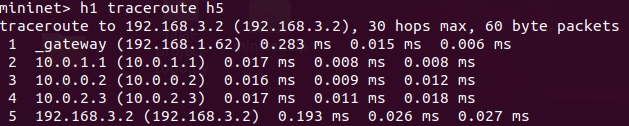 mininet> h1 traceroute h5
traceroute to 192.168.3.2 (192.168.3.2), 30 hops max, 60 byte packets
 1  _gateway (192.168.1.62)  0.283 ms  0.015 ms  0.006 ms
 2  10.0.1.1 (10.0.1.1)  0.017 ms  0.008 ms  0.008 ms
 3  10.0.0.2 (10.0.0.2)  0.016 ms  0.009 ms  0.012 ms
 4  10.0.2.3 (10.0.2.3)  0.017 ms  0.011 ms  0.018 ms
 5  192.168.3.2 (192.168.3.2)  0.193 ms  0.026 ms  0.027 ms